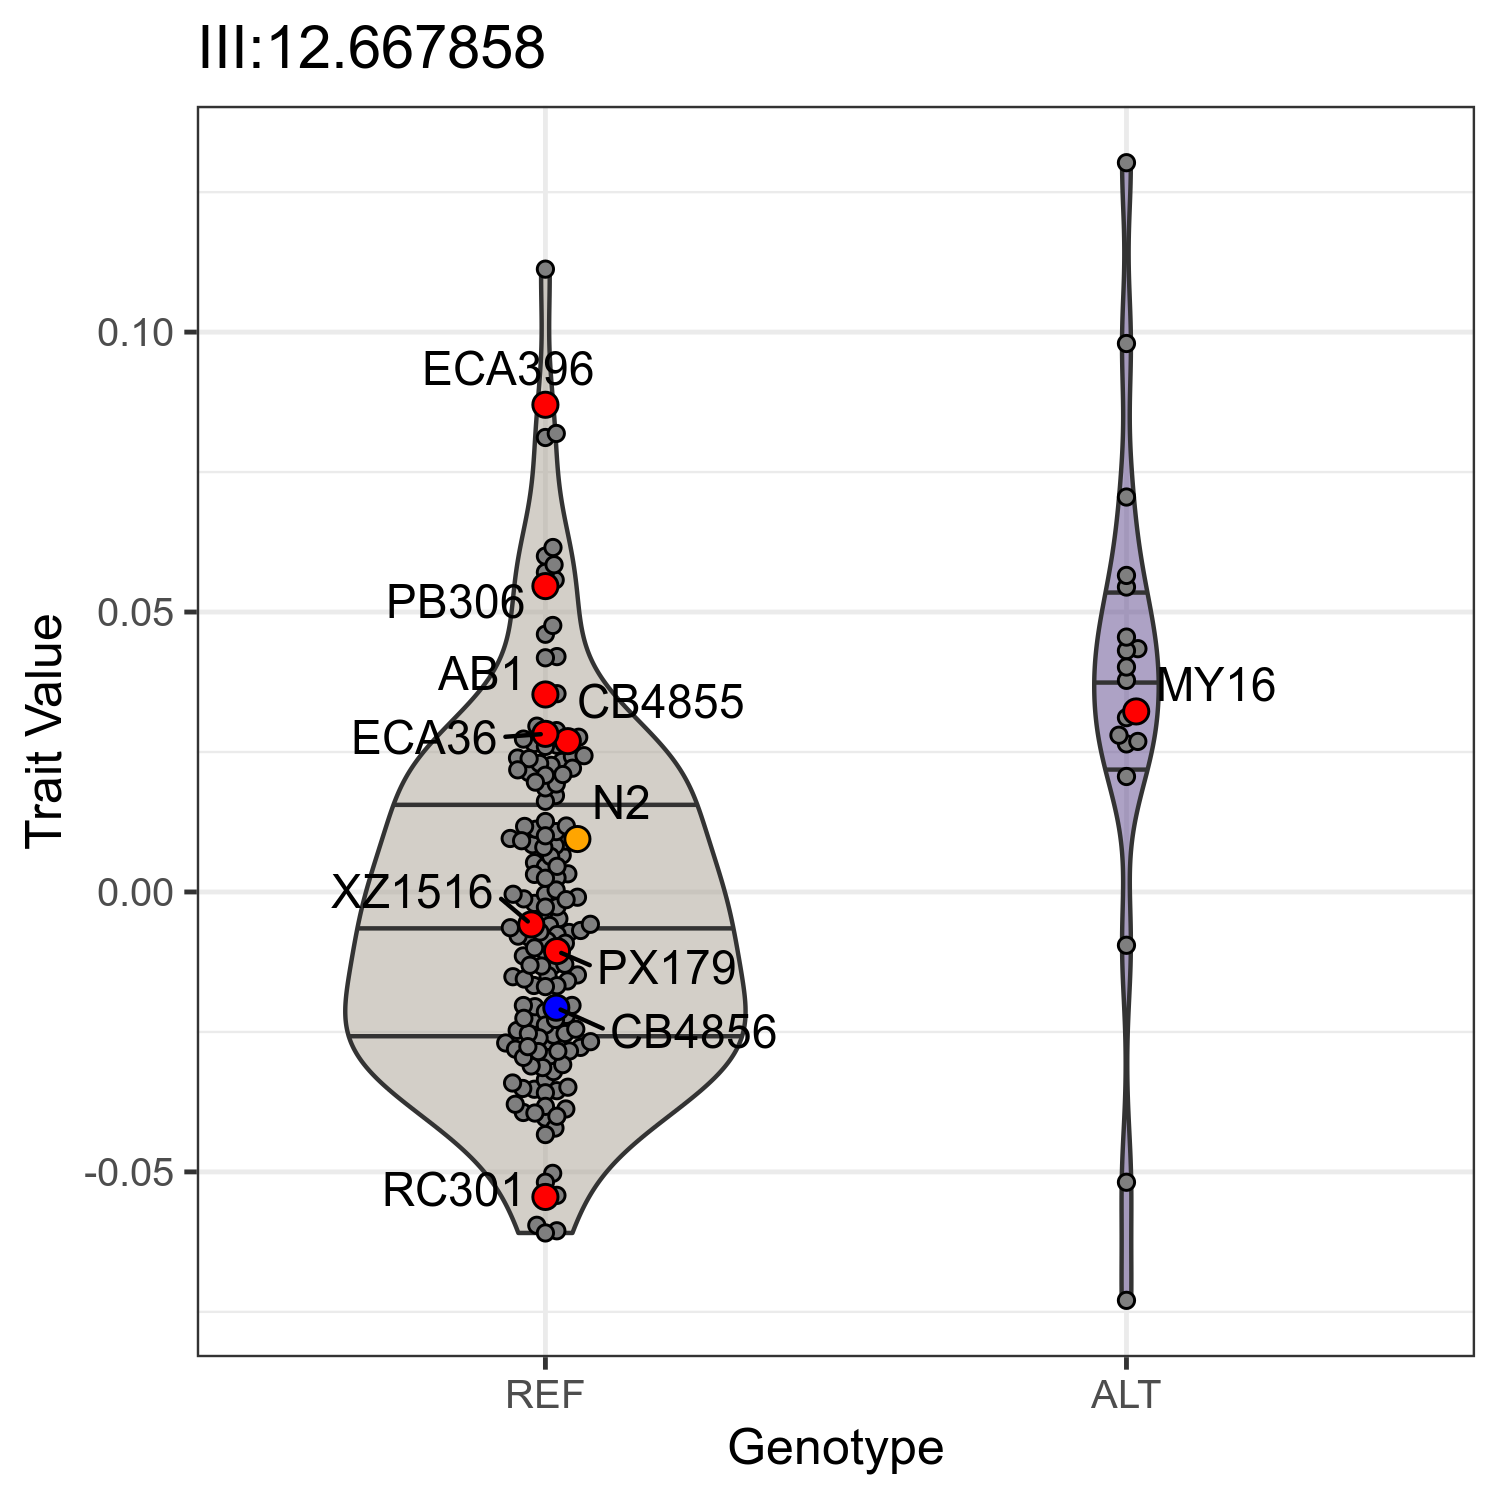 III:12.667858
Trait Value
0.10
0.05
0.00
-0.05
ECA396
PB306
AB1
CB4855
ECA36
N2
XZ1516
PX179
CB4856
RC301
MY16
REF
ALT
Genotype